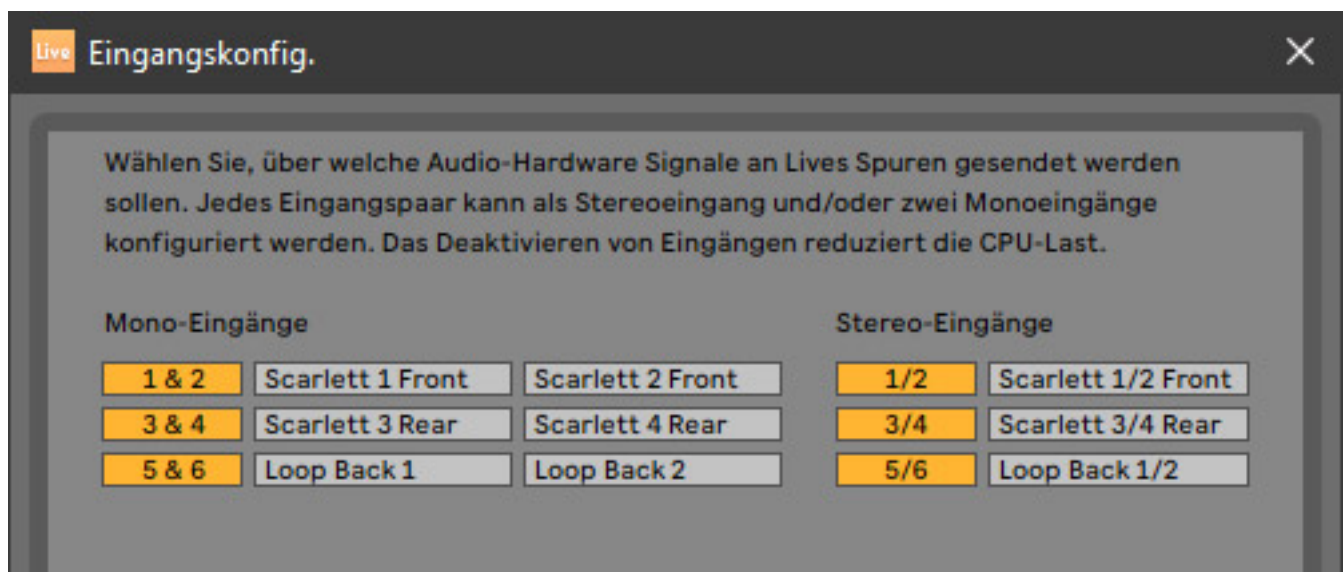 Live Eingangskonfig.
Wählen Sie, über welche Audio-Hardware Signale an Lives Spuren gesendet werden
sollen. Jedes Eingangspaar kann als Stereoeingang und/oder zwei Monoeingänge
konfiguriert werden. Das Deaktivieren von Eingängen reduziert die CPU-Last.
Mono-Eingänge Stereo-Eingänge
1 & 2 Scarlett 1 Front Scarlett 2 Front 1/2 Scarlett 1/2 Front
3 & 4 Scarlett 3 Rear Scarlett 4 Rear 3/4 Scarlett 3/4 Rear
5 & 6 Loop Back 1 Loop Back 2 5/6 Loop Back 1/2